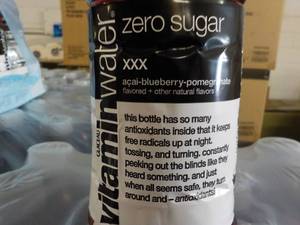 zero sugar
xxx
açai-blueberry-pomegranate
flavored + other natural flavors
vitaminwater
this bottle has so many
antioxidants inside that it keeps
free radicals up at night.
tossing, and turning. constantly
peeking out the blinds like they
heard something. and just
when all seems safe, they turn
around and – antioxidants!